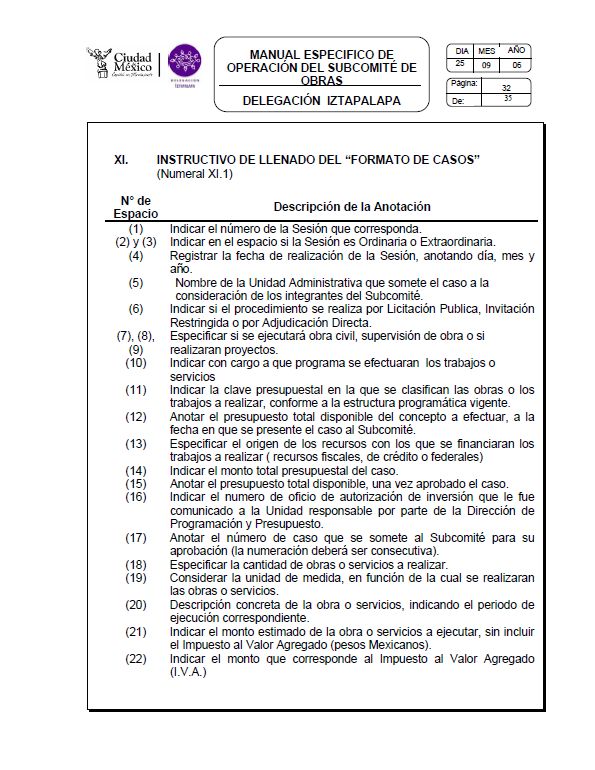 Ciudad
México
Capital en Movimiento
DELEGACIÓN
IZTAPALAPA
MANUAL ESPECIFICO DE
OPERACIÓN DEL SUBCOMITÉ DE
OBRAS
DELEGACIÓN IZTAPALAPA
DIA MES AÑO
25 09 06
Página: 32
De: 35
XI. INSTRUCTIVO DE LLENADO DEL “FORMATO DE CASOS”
(Numeral XI.1)
N° de
Espacio
Descripción de la Anotación
(1) Indicar el número de la Sesión que corresponda.
(2) y (3) Indicar en el espacio si la Sesión es Ordinaria o Extraordinaria.
(4) Registrar la fecha de realización de la Sesión, anotando día, mes y
año.
(5) Nombre de la Unidad Administrativa que somete el caso a la
consideración de los integrantes del Subcomité.
(6) Indicar si el procedimiento se realiza por Licitación Publica, Invitación
Restringida o por Adjudicación Directa.
(7), (8), Especificar si se ejecutará obra civil, supervisión de obra o si
(9) realizaran proyectos.
(10) Indicar con cargo a que programa se efectuaran los trabajos o
servicios
(11) Indicar la clave presupuestal en la que se clasifican las obras o los
trabajos a realizar, conforme a la estructura programática vigente.
(12) Anotar el presupuesto total disponible del concepto a efectuar, a la
fecha en que se presente el caso al Subcomité.
(13) Especificar el origen de los recursos con los que se financiaran los
trabajos a realizar ( recursos fiscales, de crédito o federales)
(14) Indicar el monto total presupuestal del caso.
(15) Anotar el presupuesto total disponible, una vez aprobado el caso.
(16) Indicar el numero de oficio de autorización de inversión que le fue
comunicado a la Unidad responsable por parte de la Dirección de
Programación y Presupuesto.
(17) Anotar el número de caso que se somete al Subcomité para su
aprobación (la numeración deberá ser consecutiva).
(18) Especificar la cantidad de obras o servicios a realizar.
(19) Considerar la unidad de medida, en función de la cual se realizaran
las obras o servicios.
(20) Descripción concreta de la obra o servicios, indicando el periodo de
ejecución correspondiente.
(21) Indicar el monto estimado de la obra o servicios a ejecutar, sin incluir
el Impuesto al Valor Agregado (pesos Mexicanos).
(22) Indicar el monto que corresponde al Impuesto al Valor Agregado
(I.V.A.)